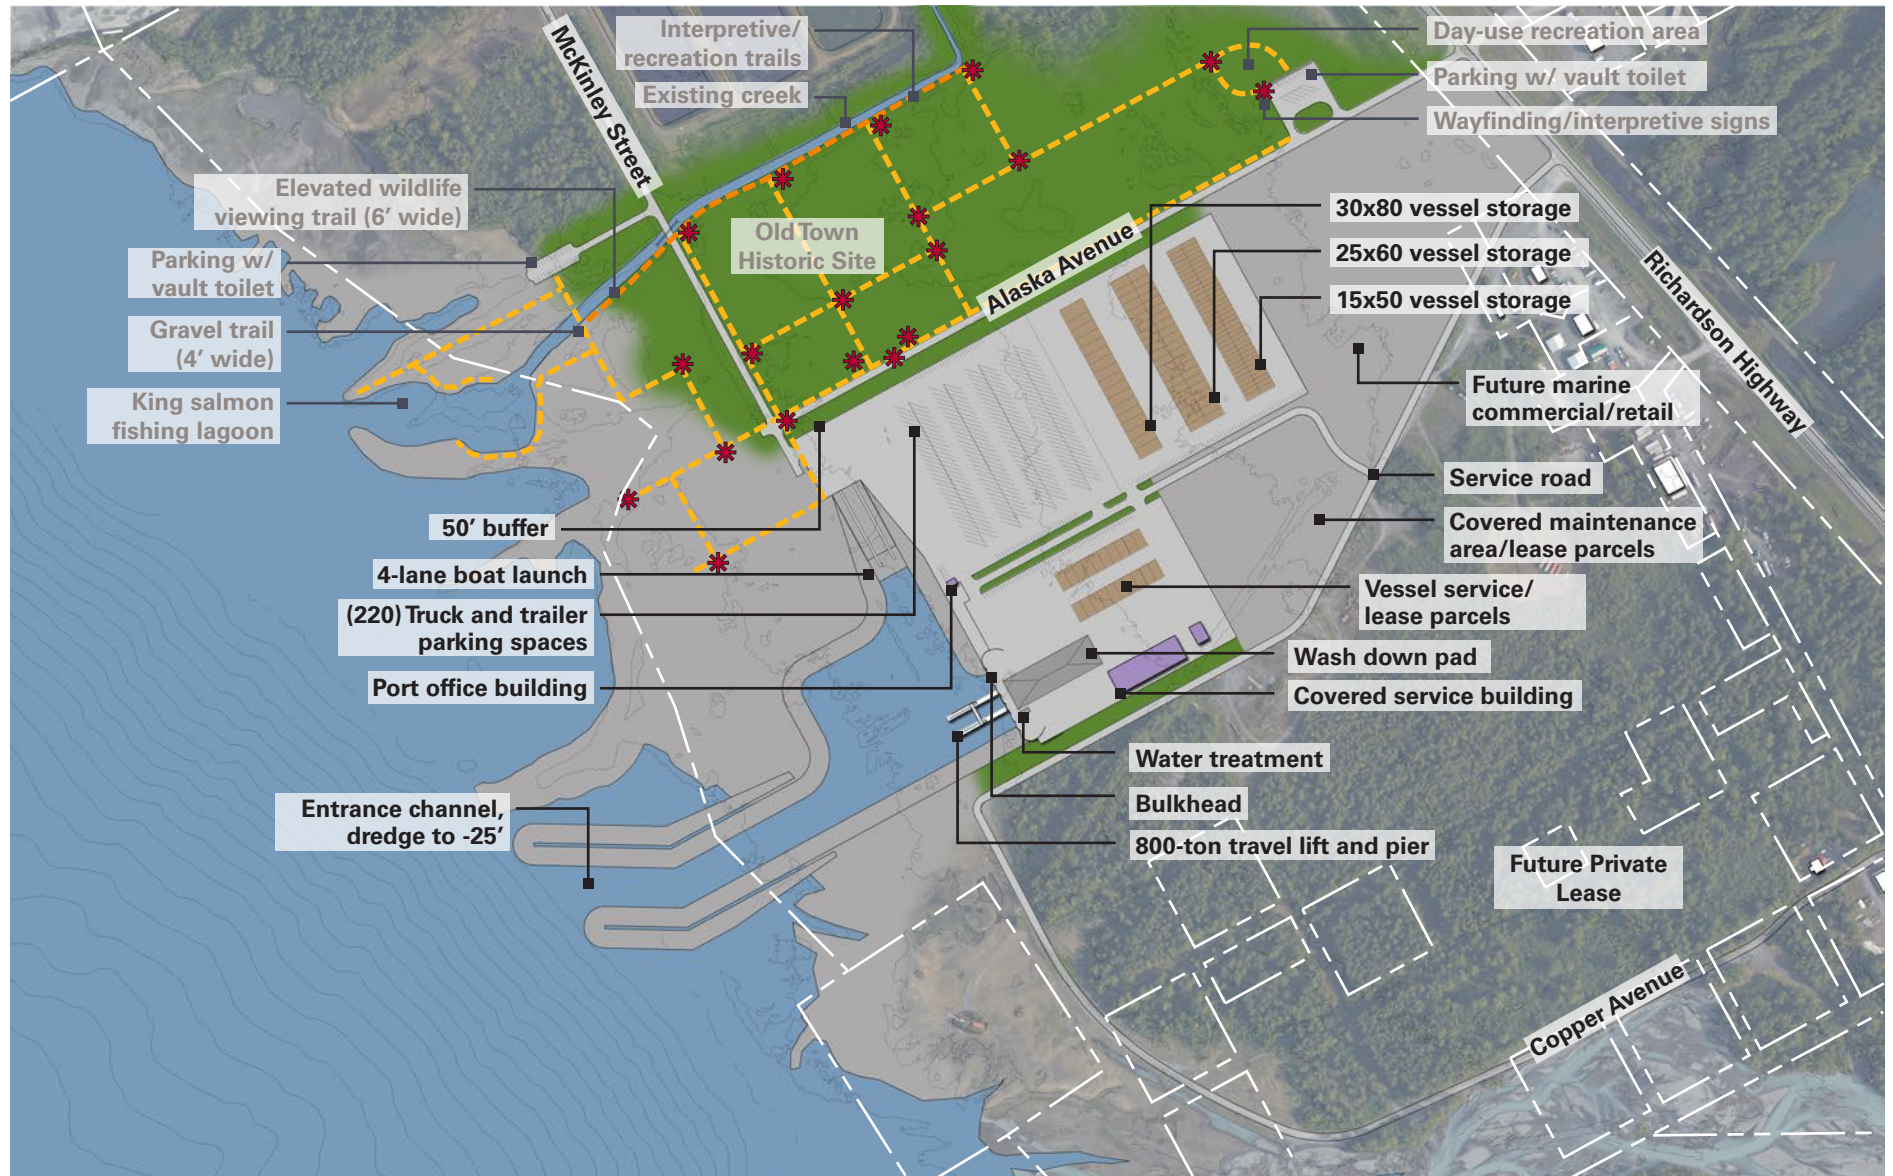 McKinley Street
Interpretive/
recreation trails
Existing creek
Day-use recreation area
Parking w/ vault toilet
Wayfinding/interpretive signs
Elevated wildlife
viewing trail (6' wide)
Parking w/
vault toilet
Gravel trail
(4' wide)
King salmon
fishing lagoon
Old Town
Historic Site
Alaska Avenue
30x80 vessel storage
25x60 vessel storage
15x50 vessel storage
Richardson Highway
Future marine
commercial/retail
Service road
Covered maintenance
area/lease parcels
50' buffer
4-lane boat launch
(220) Truck and trailer
parking spaces
Port office building
Vessel service/
lease parcels
Wash down pad
Covered service building
Water treatment
Bulkhead
800-ton travel lift and pier
Entrance channel,
dredge to -25'
Future Private
Lease
Copper Avenue